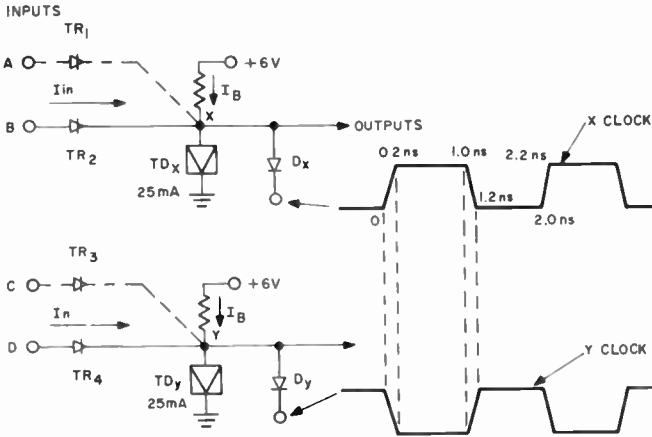 INPUTS
TR1
A
+6V
Iin
IB
X
B
OUTPUTS
TR2
TDx
Dx
25mA
0.2ns
1.0ns
2.2ns
X CLOCK
0
1.2ns
2.0ns
TR3
C
+6V
In
IB
Y
D
TR4
TDy
Dy
25mA
Y CLOCK